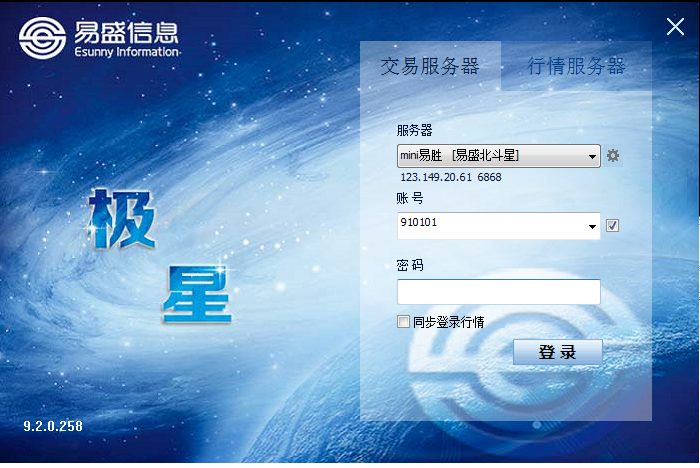 易盛信息
Esunny Information
交易服务器 行情服务器
服务器
mini易胜 [易盛北斗星]
123.149.20.61 6868
账号
910101
密码
同步登录行情
登录
极
星
9.2.0.258